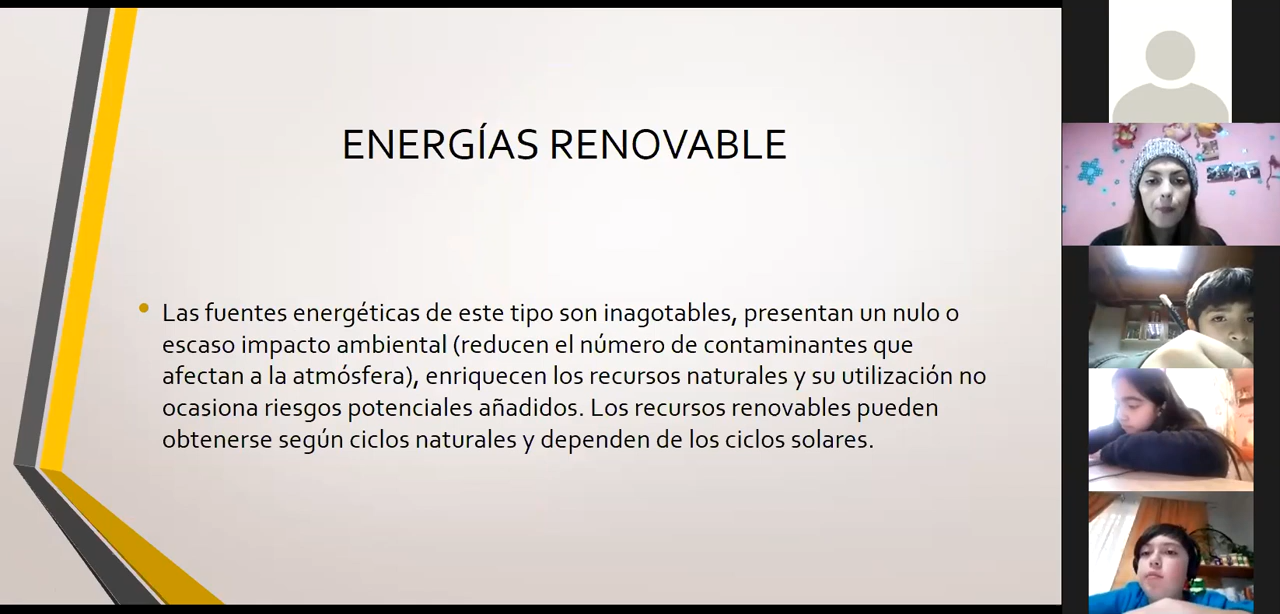 ENERGÍAS RENOVABLE
Las fuentes energéticas de este tipo son inagotables, presentan un nulo o
escaso impacto ambiental (reducen el número de contaminantes que
afectan a la atmósfera), enriquecen los recursos naturales y su utilización no
ocasiona riesgos potenciales añadidos. Los recursos renovables pueden
obtenerse según ciclos naturales y dependen de los ciclos solares.